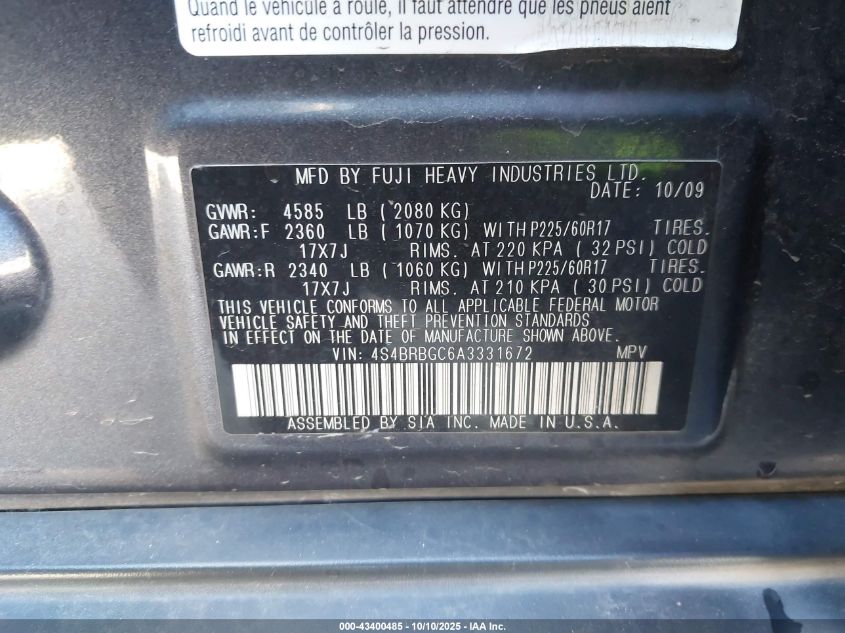 Quand le véhicule a roulé, il faut attendre que les pneus aient
refroidi avant de contrôler la pression.
MFD BY FUJI HEAVY INDUSTRIES LTD.
DATE: 10/09
GVWR: 4585 LB ( 2080 KG)
GAWR:F 2360 LB ( 1070 KG) WITH P225/60R17 TIRES.
17X7J RIMS. AT 220 KPA ( 32 PSI) COLD
GAWR:R 2340 LB ( 1060 KG) WITH P225/60R17 TIRES.
17X7J RIMS. AT 210 KPA ( 30 PSI) COLD
THIS VEHICLE CONFORMS TO ALL APPLICABLE FEDERAL MOTOR
VEHICLE SAFETY AND THEFT PREVENTION STANDARDS
IN EFFECT ON THE DATE OF MANUFACTURE SHOWN ABOVE.
VIN: 4S4BRBGC6A3331672 MPV
ASSEMBLED BY SIA INC. MADE IN U.S.A.
000-43400485 - 10/10/2025 - IAA Inc.